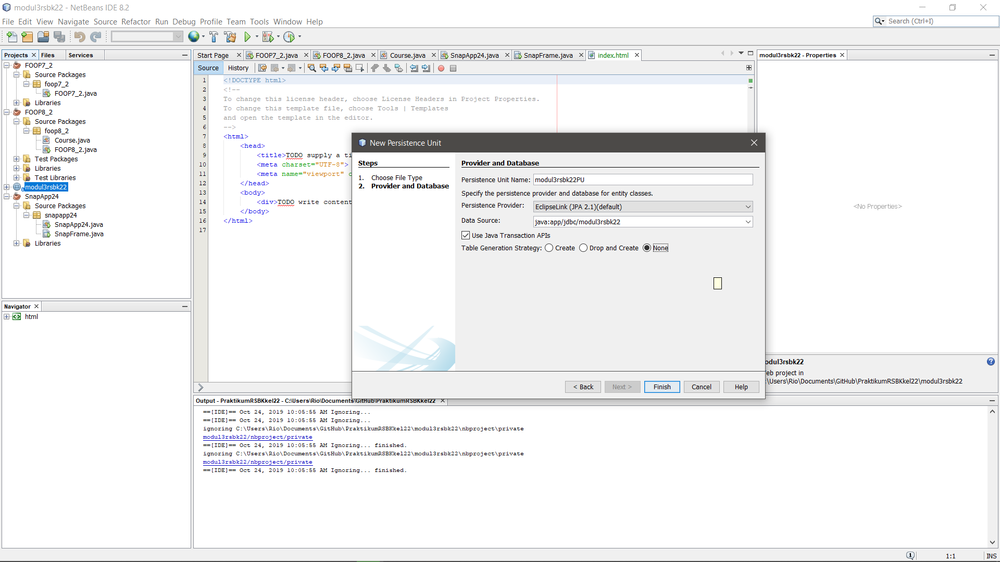 modul3rsbk22 - NetBeans IDE 8.2
File Edit View Navigate Source Refactor Run Debug Profile Team Tools Window Help
Search (Ctrl+I)
Projects Files Services
FOOP7_2
Source Packages
foop7_2
FOOP7_2.java
Libraries
FOOP8_2
Source Packages
foop8_2
Course.java
FOOP8_2.java
Test Packages
Libraries
Test Libraries
modul3rsbk22
SnapApp24
Source Packages
snapapp24
SnapApp24.java
SnapFrame.java
Libraries
Navigator
html
Start Page FOOP7_2.java FOOP8_2.java Course.java SnapApp24.java SnapFrame.java index.html
Source History
1 <!DOCTYPE html>
2 <!--
3 To change this license header, choose License Headers in Project Properties.
4 To change this template file, choose Tools | Templates
5 and open the template in the editor.
6 -->
7 <html>
8 <head>
9 <title>TODO supply a ti
10 <meta charset="UTF-8">
11 <meta name="viewport" c
12 </head>
13 <body>
14 <div>TODO write content
15 </body>
16 </html>
17
New Persistence Unit
Steps
1. Choose File Type
2. Provider and Database
Provider and Database
Persistence Unit Name: modul3rsbk22PU
Specify the persistence provider and database for entity classes.
Persistence Provider: EclipseLink (JPA 2.1)(default)
Data Source: java:app/jdbc/modul3rsbk22
Use Java Transaction APIs
Table Generation Strategy: Create Drop and Create None
< Back Next > Finish Cancel Help
modul3rsbk22 - Properties
<No Properties>
odul3rsbk22
eb project in
:\Users\Rio\Documents\GitHub\PraktikumRSBKkel22\modul3rsbk22
Output - PraktikumRSBKkel22 - C:\Users\Rio\Documents\GitHub\PraktikumRSBKkel22
==[IDE]== Oct 24, 2019 10:05:55 AM Ignoring...
==[IDE]== Oct 24, 2019 10:05:55 AM Ignoring...
ignoring C:\Users\Rio\Documents\GitHub\PraktikumRSBKkel22\modul3rsbk22\nbproject\private
modul3rsbk22/nbproject/private
==[IDE]== Oct 24, 2019 10:05:55 AM Ignoring... finished.
ignoring C:\Users\Rio\Documents\GitHub\PraktikumRSBKkel22\modul3rsbk22\nbproject\private
modul3rsbk22/nbproject/private
==[IDE]== Oct 24, 2019 10:05:55 AM Ignoring... finished.
1 1:1 INS